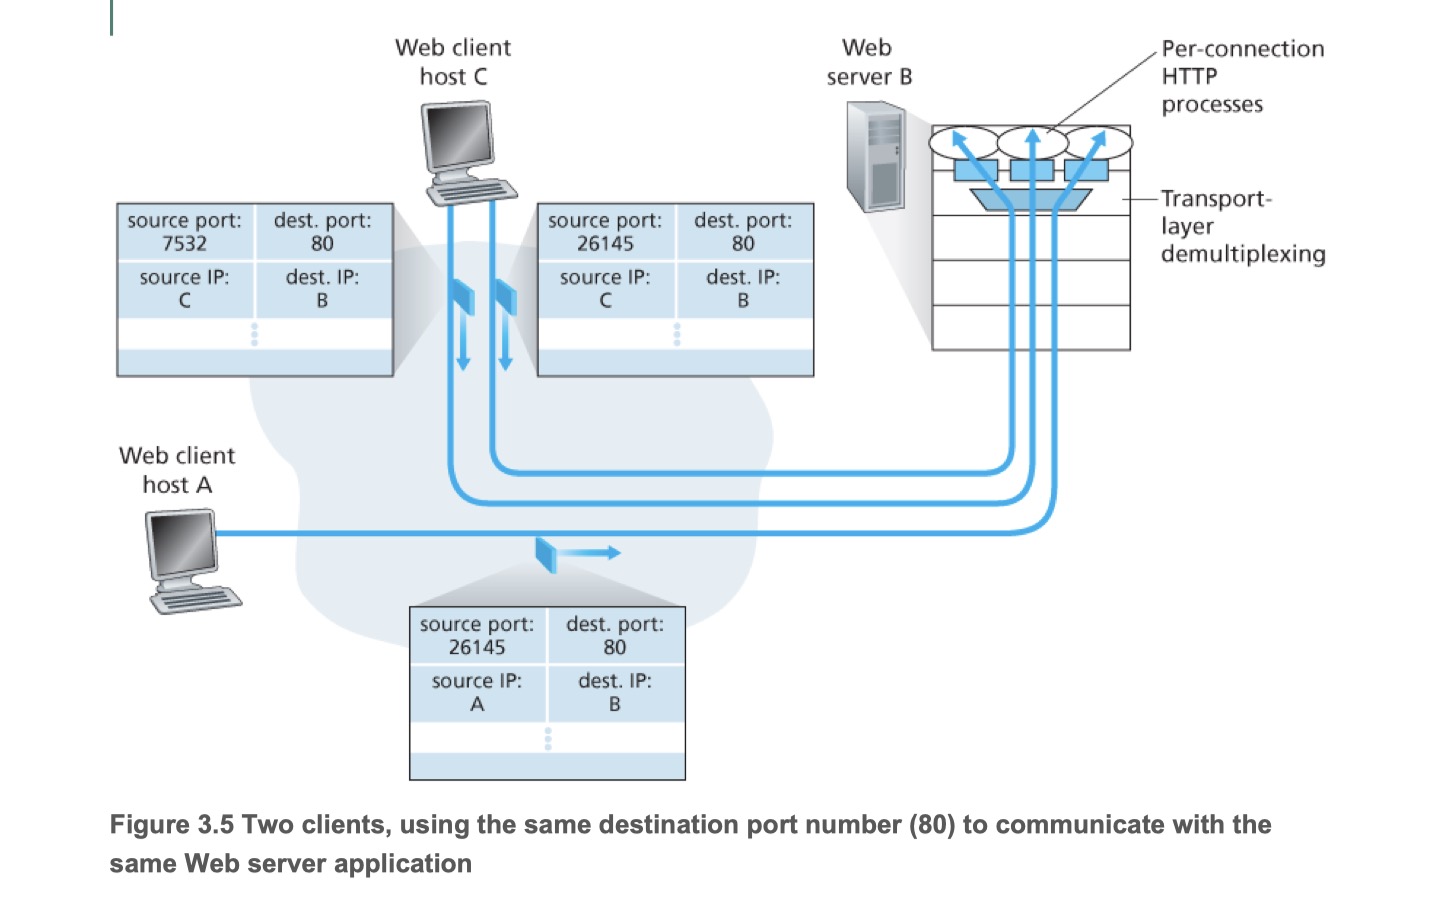 Web client
host C
Web
server B
Per-connection
HTTP
processes
Transport-
layer
demultiplexing
source port:
7532
dest. port:
80
source IP:
C
dest. IP:
B
source port:
26145
dest. port:
80
source IP:
C
dest. IP:
B
Web client
host A
source port:
26145
dest. port:
80
source IP:
A
dest. IP:
B
Figure 3.5 Two clients, using the same destination port number (80) to communicate with the
same Web server application